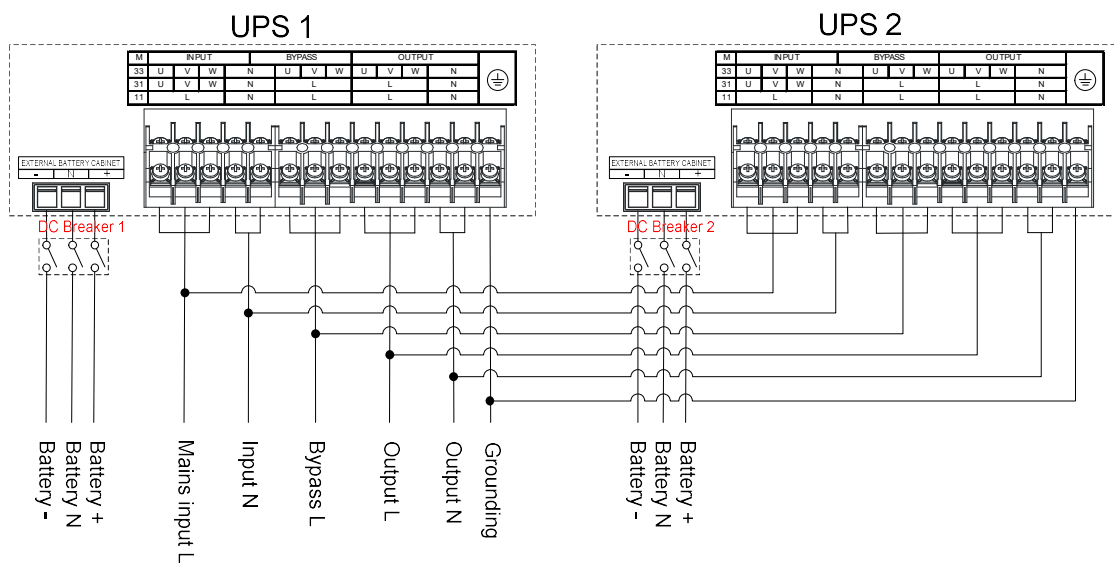 UPS 1
UPS 2
M INPUT BYPASS OUTPUT
33 U V W N U V W U V W N
31 U V W N L L N
11 L N L L N
M INPUT BYPASS OUTPUT
33 U V W N U V W U V W N
31 U V W N L L N
11 L N L L N
EXTERNAL BATTERY CABINET
- N +
EXTERNAL BATTERY CABINET
- N +
DC Breaker 1
DC Breaker 2
Battery -
Battery N
Battery +
Mains input L
Input N
Bypass L
Output L
Output N
Grounding
Battery -
Battery N
Battery +